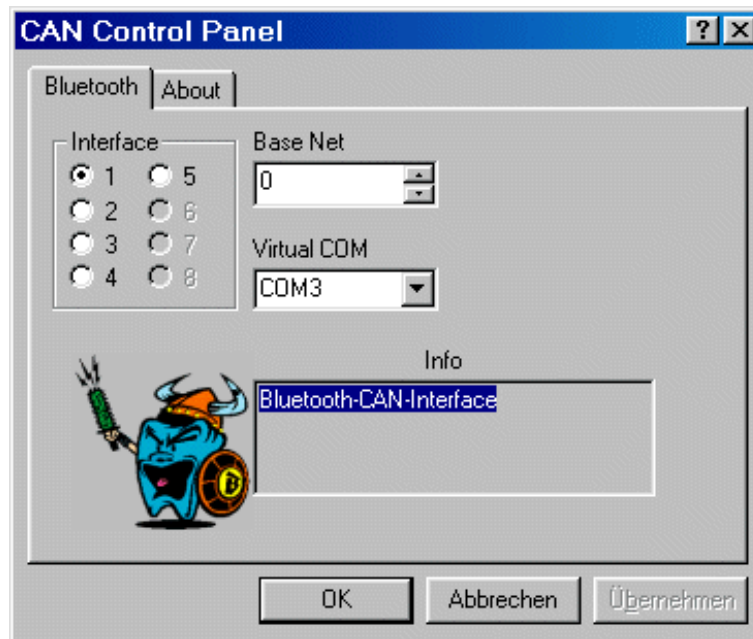 CAN Control Panel
Bluetooth About
Interface
1 5
2 6
3 7
4 8
Base Net
0
Virtual COM
COM3
Info
Bluetooth-CAN-Interface
B
OK Abbrechen Übernehmen